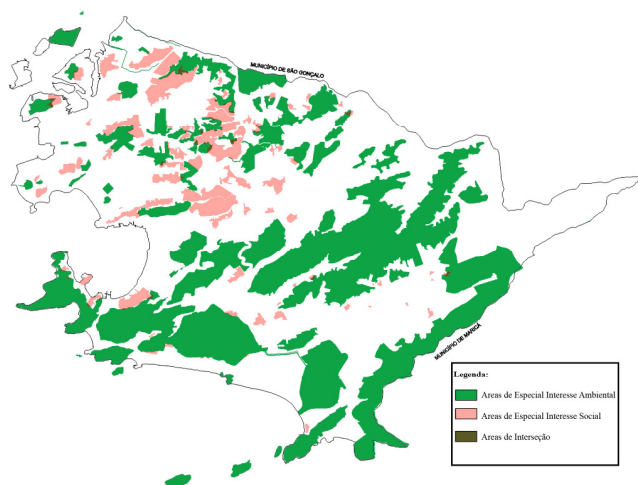 MUNICÍPIO DE SÃO GONÇALO
MUNICÍPIO DE MARICÁ
Legenda:
Areas de Especial Interesse Ambiental
Areas de Especial Interesse Social
Areas de Interseção